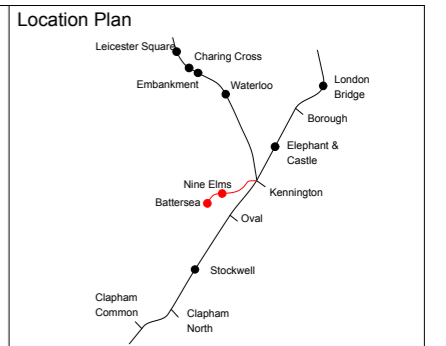 Location Plan
Leicester Square
Charing Cross
Embankment
Waterloo
London
Bridge
Borough
Elephant &
Castle
Nine Elms
Kennington
Battersea
Oval
Stockwell
Clapham
Common
Clapham
North